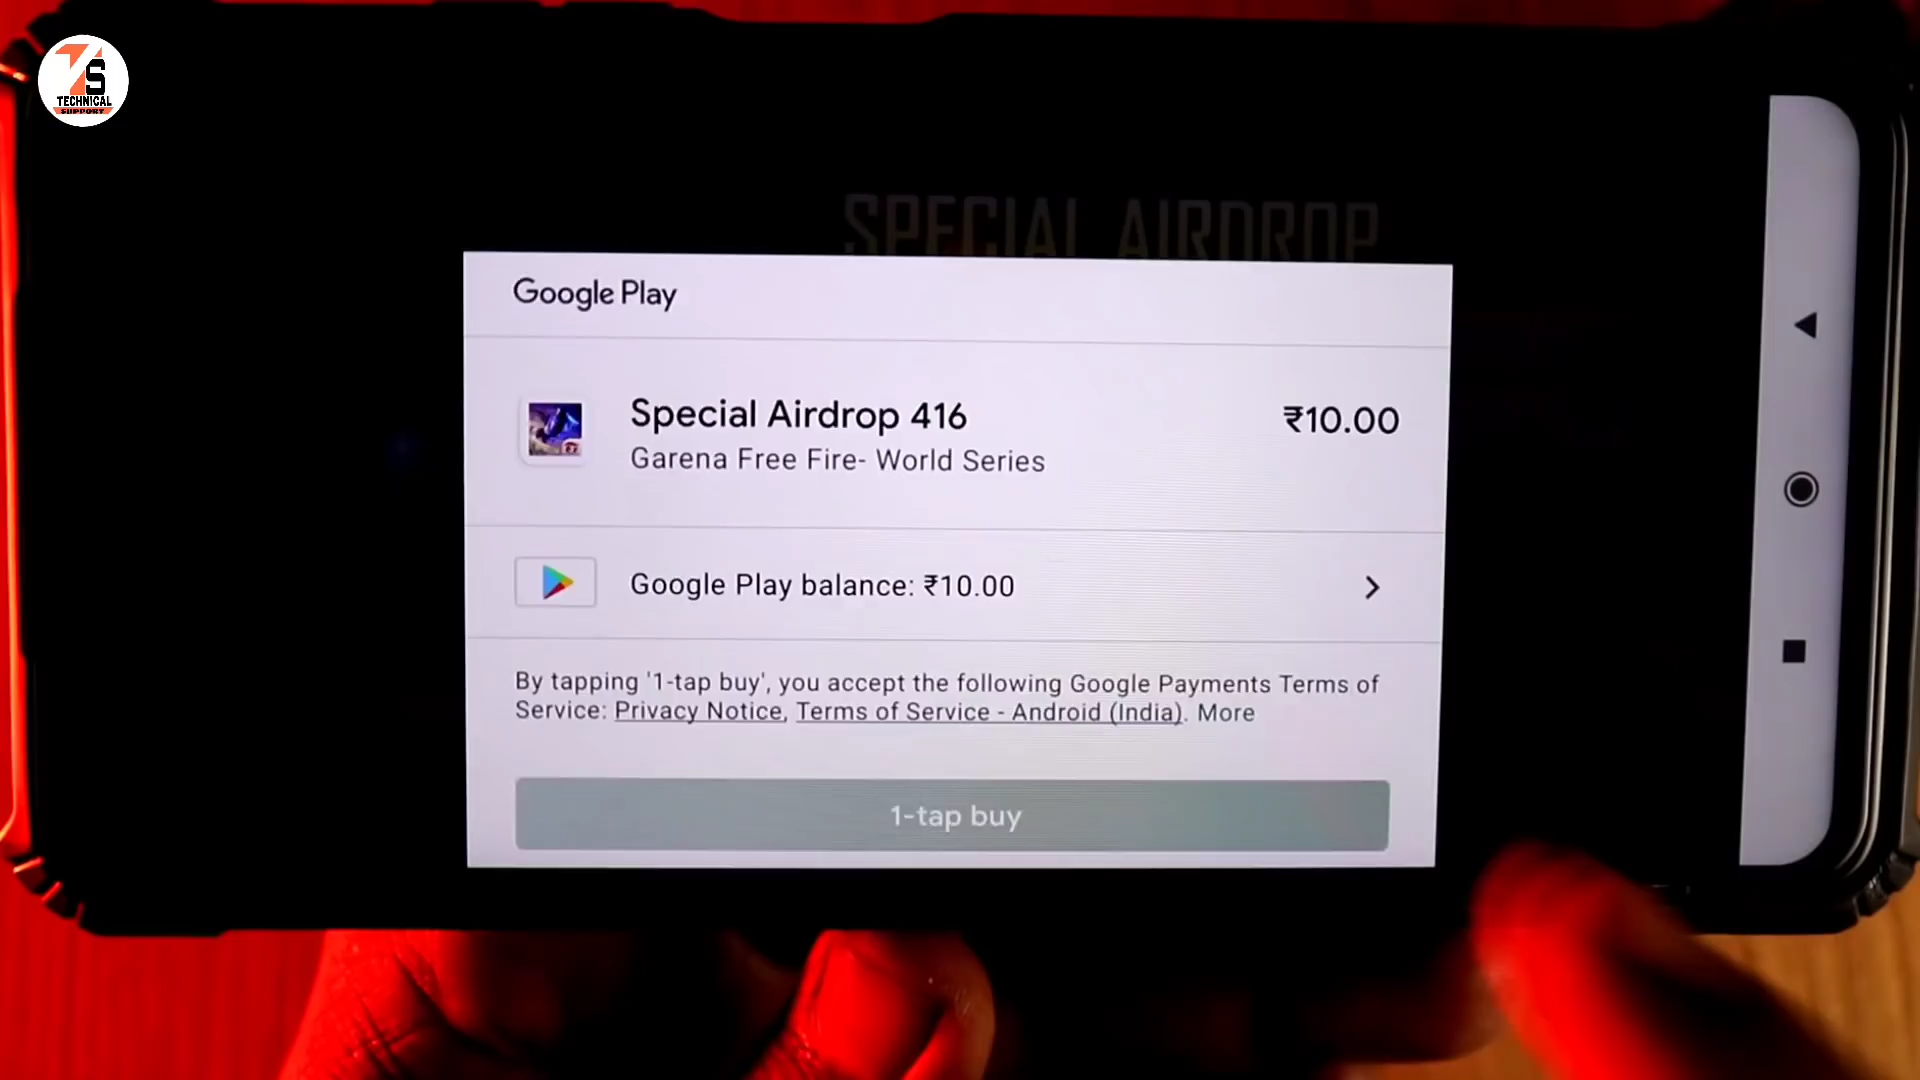 S
TECHNICAL
SUPPORT
SPECIAL AIRDROP
Google Play
Special Airdrop 416
₹10.00
Garena Free Fire- World Series
Google Play balance: ₹10.00
By tapping '1-tap buy', you accept the following Google Payments Terms of
Service: Privacy Notice, Terms of Service - Android (India). More
1-tap buy